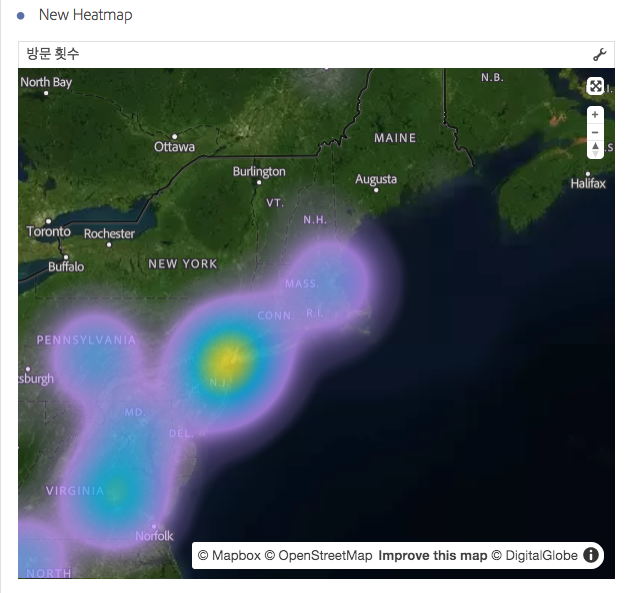 New Heatmap
방문 횟수
North Bay
N.B.
Ottawa
MAINE
Burlington
Augusta
Halifax
VT.
N.H.
Toronto
Rochester
Buffalo
NEW YORK
MASS.
CONN.
R.I.
PENNSYLVANIA
sburgh
N.J.
MD.
DEL.
VIRGINIA
Norfolk
© Mapbox © OpenStreetMap Improve this map © DigitalGlobe
NORTH